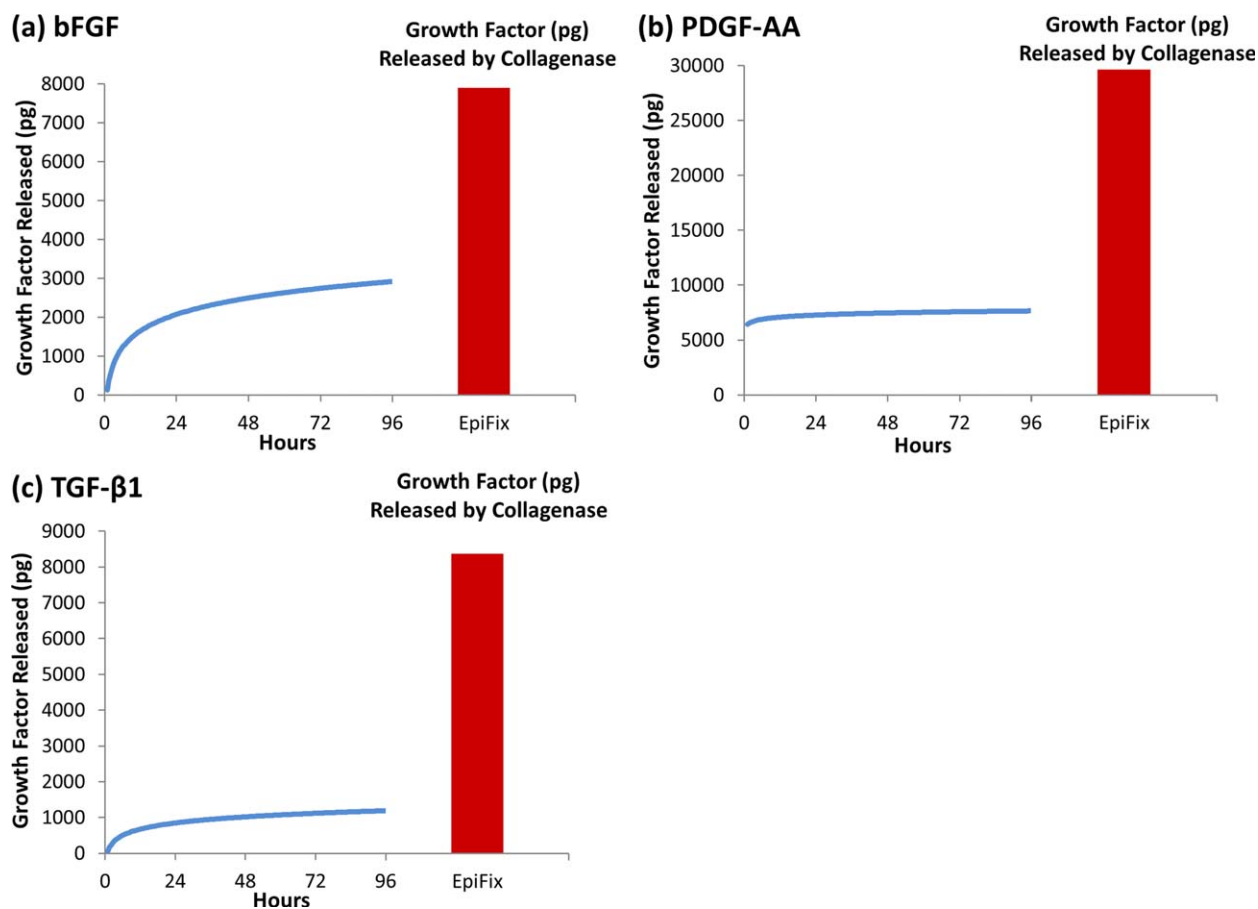 (a) bFGF
Growth Factor (pg)
Released by Collagenase
Growth Factor Released (pg)
8000
7000
6000
5000
4000
3000
2000
1000
0
0 24 48 72 96 EpiFix
Hours
(b) PDGF-AA
Growth Factor (pg)
Released by Collagenase
Growth Factor Released (pg)
30000
25000
20000
15000
10000
5000
0
0 24 48 72 96 EpiFix
Hours
(c) TGF-β1
Growth Factor (pg)
Released by Collagenase
Growth Factor Released (pg)
9000
8000
7000
6000
5000
4000
3000
2000
1000
0
0 24 48 72 96 EpiFix
Hours